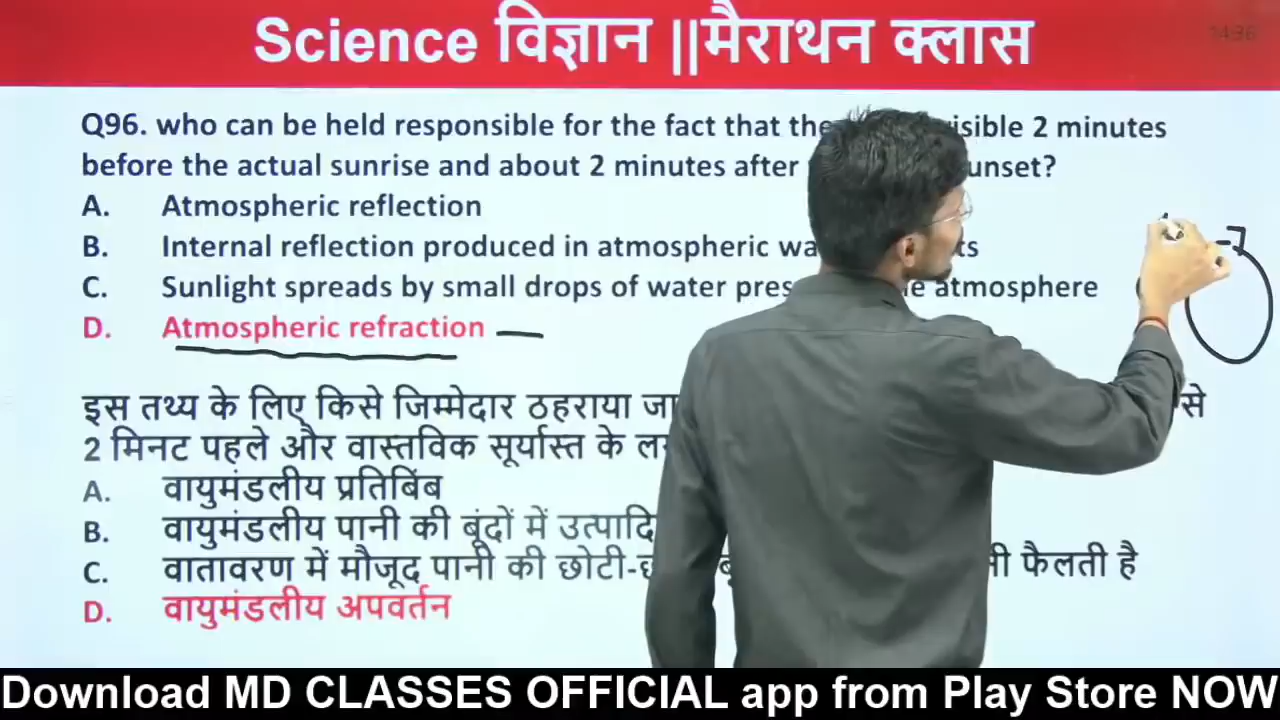 Science विज्ञान ||मैराथन क्लास
1436
Q96. who can be held responsible for the fact that the visible 2 minutes
before the actual sunrise and about 2 minutes after unset?
A. Atmospheric reflection
B. Internal reflection produced in atmospheric wa ts
C. Sunlight spreads by small drops of water pres e atmosphere
D. Atmospheric refraction
इस तथ्य के लिए किसे जिम्मेदार ठहराया जा से
2 मिनट पहले और वास्तविक सूर्यास्त के ल
A. वायुमंडलीय प्रतिबिंब
B. वायुमंडलीय पानी की बूंदों में उत्पादि
C. वातावरण में मौजूद पानी की छोटी-छ फैलती है
D. वायुमंडलीय अपवर्तन
Download MD CLASSES OFFICIAL app from Play Store NOW